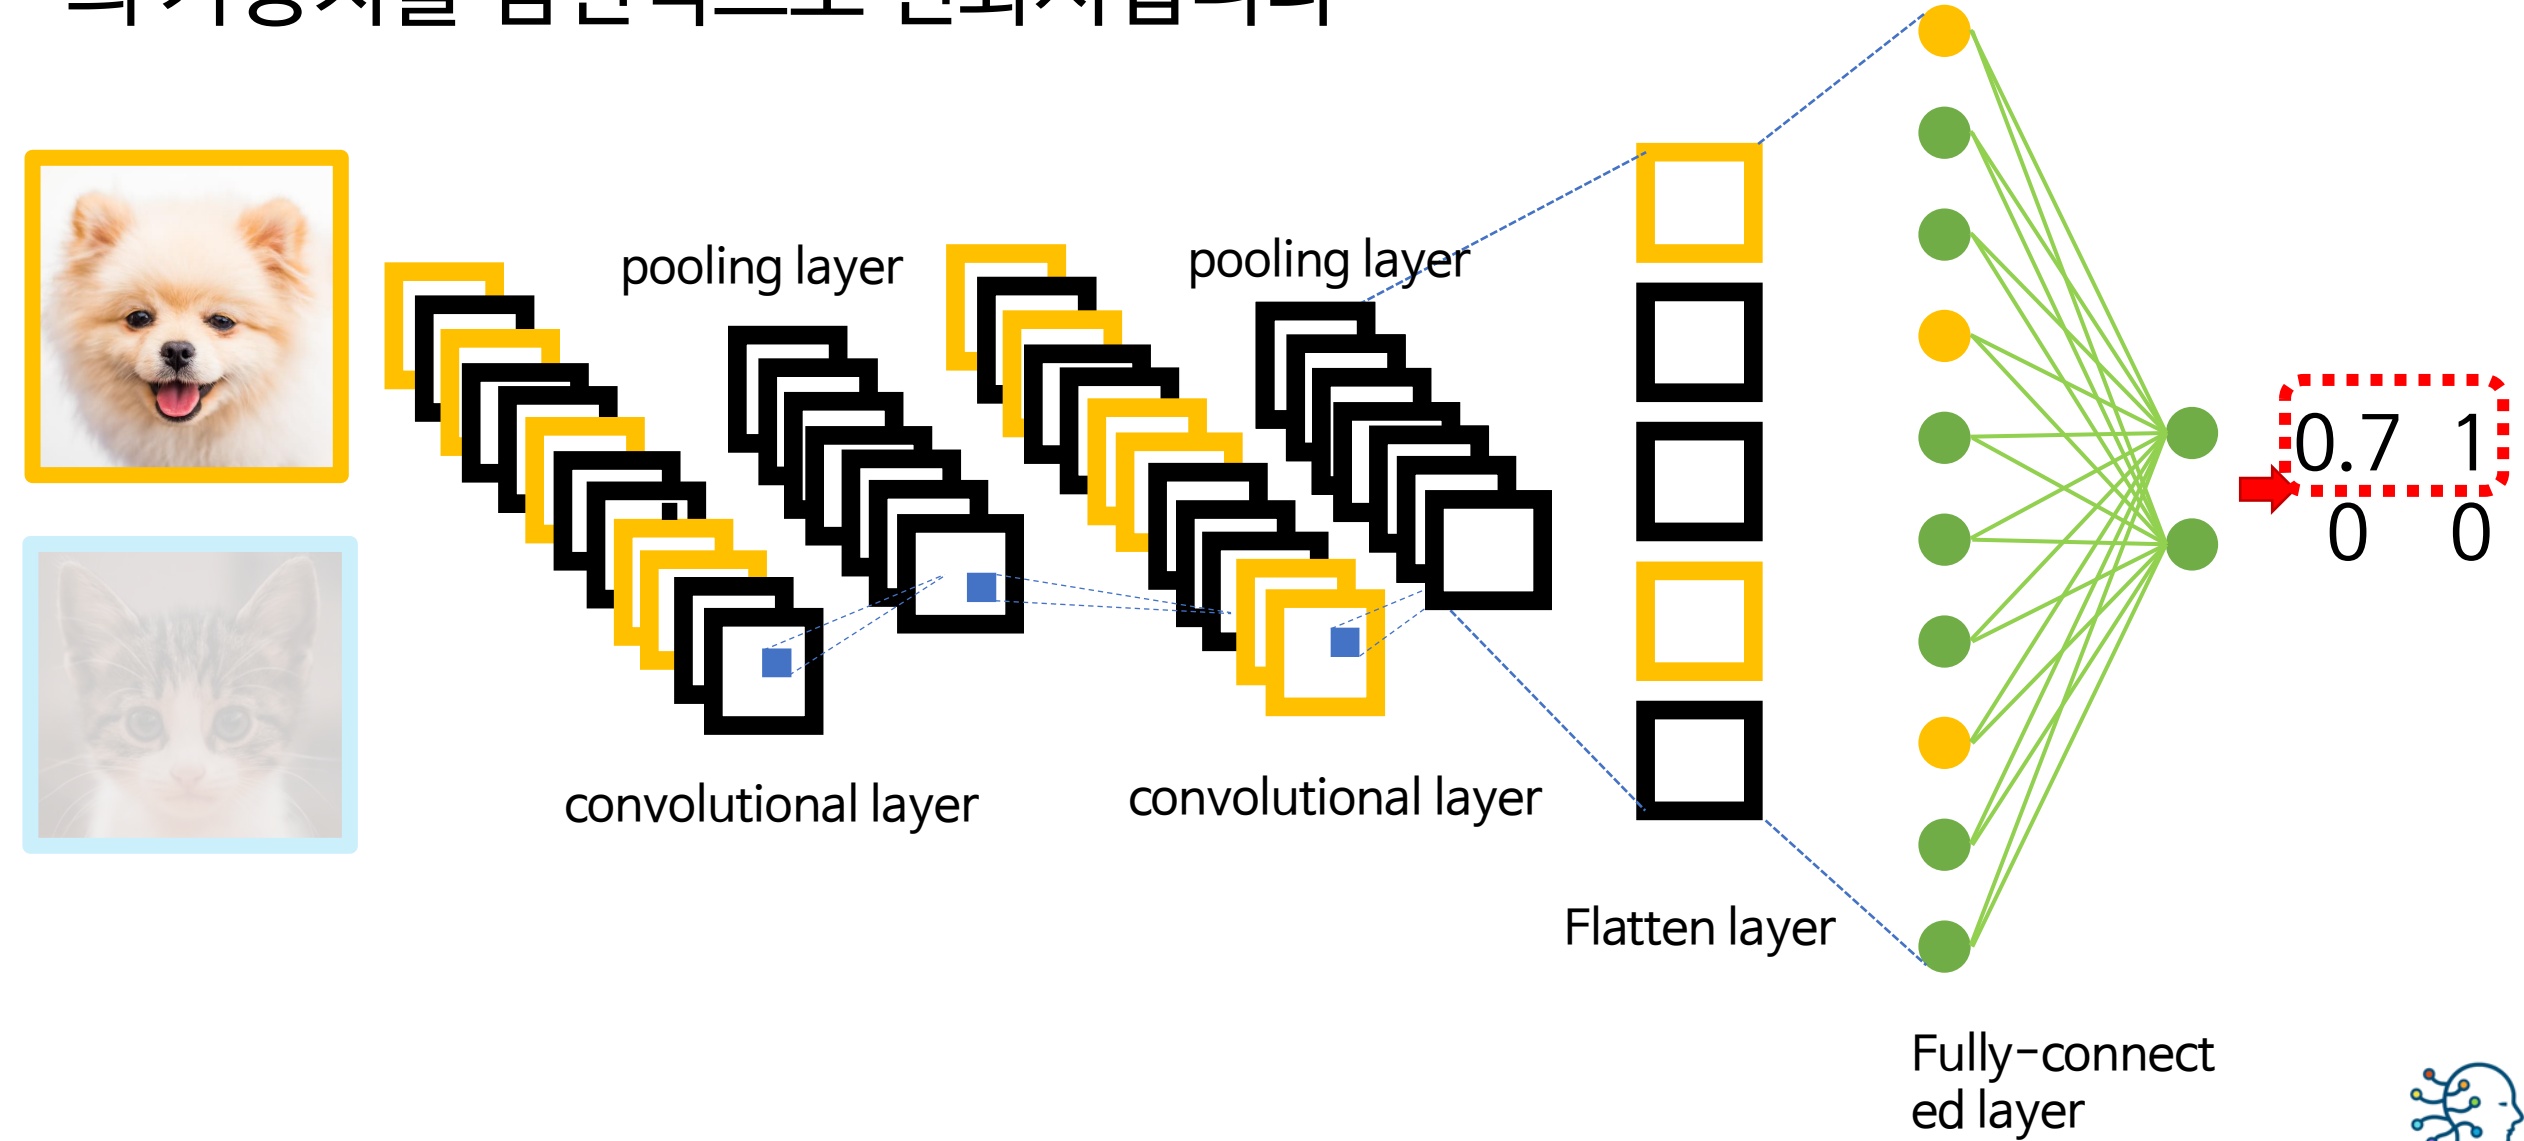 pooling layer
pooling layer
convolutional layer
convolutional layer
Flatten layer
Fully-connect
ed layer
0.7 1
0 0